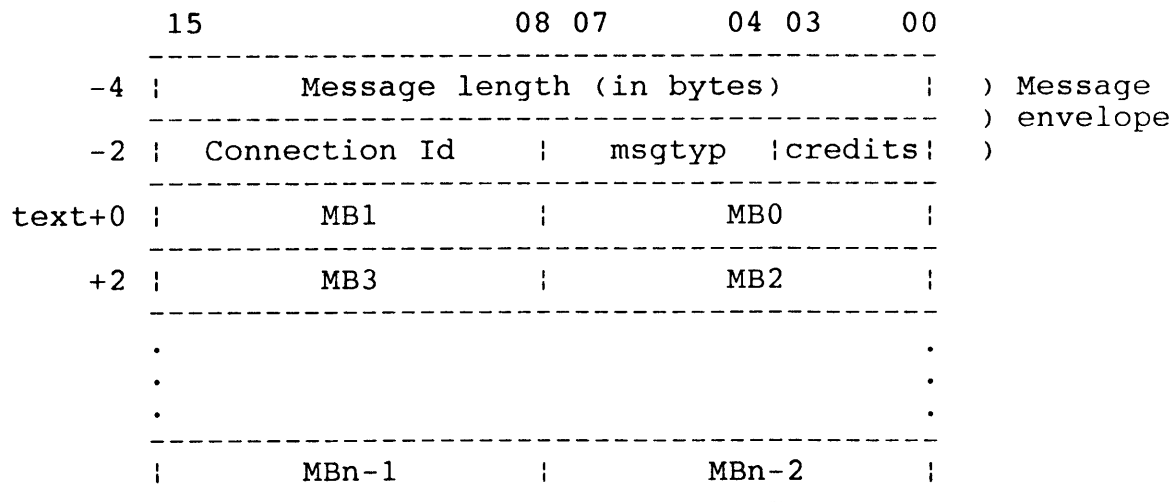 15 08 07 04 03 00
-4 | Message length (in bytes) | ) Message
) envelope
-2 | Connection Id | msgtyp |credits| )
text+0 | MB1 | MB0 |
+2 | MB3 | MB2 |
. .
. .
. .
| MBn-1 | MBn-2 |